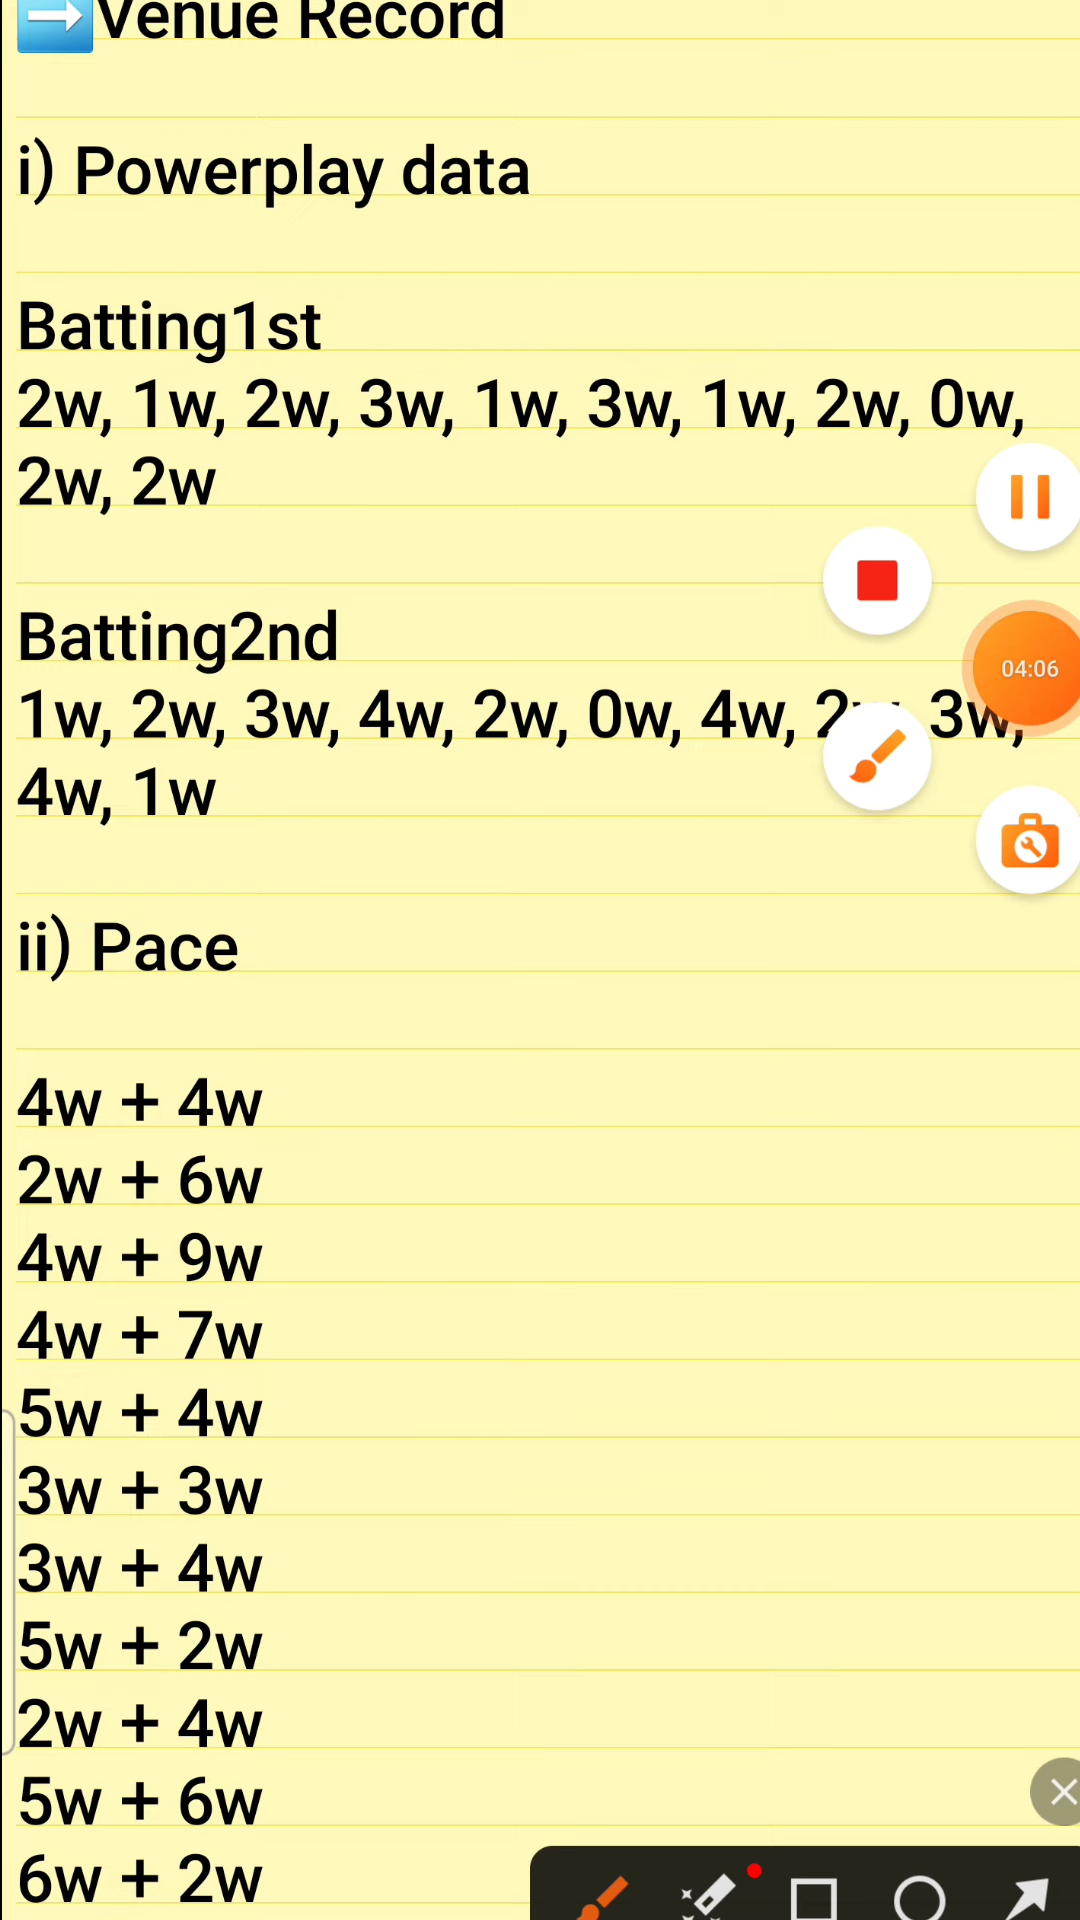 ➡️Venue Record
i) Powerplay data
Batting1st
2w, 1w, 2w, 3w, 1w, 3w, 1w, 2w, 0w,
2w, 2w
Batting2nd
1w, 2w, 3w, 4w, 2w, 0w, 4w, 3w,
4w, 1w
04:06
ii) Pace
4w + 4w
2w + 6w
4w + 9w
4w + 7w
5w + 4w
3w + 3w
3w + 4w
5w + 2w
2w + 4w
5w + 6w
6w + 2w